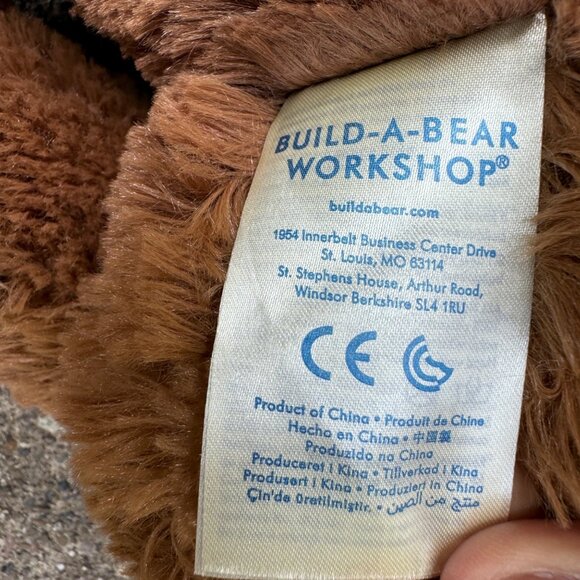 BUILD-A-BEAR
WORKSHOP®
buildabear.com
1954 Innerbelt Business Center Drive
St. Louis, MO 63114
St. Stephens House, Arthur Road,
Windsor Berkshire SL4 1RU
CE
Product of China • Produit de Chine
Hecho en China • 中國製
Produzido na China
Produceret i Kina • Tillverkad i Kina
Produsert i Kina • Produziert in China
Çin'de üretilmiştir. • منتج من الصين